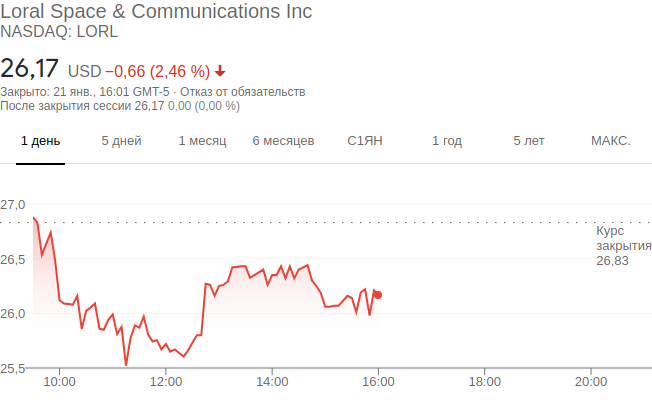 Loral Space & Communications Inc
NASDAQ: LORL
26,17 USD −0,66 (2,46 %)
Закрыто: 21 янв., 16:01 GMT-5 · Отказ от обязательств
После закрытия сессии 26,17 0,00 (0,00 %)
1 день 5 дней 1 месяц 6 месяцев С1ЯН 1 год 5 лет МАКС.
27,0
Курс
закрытия
26,83
26,5
26,0
25,5
10:00 12:00 14:00 16:00 18:00 20:00